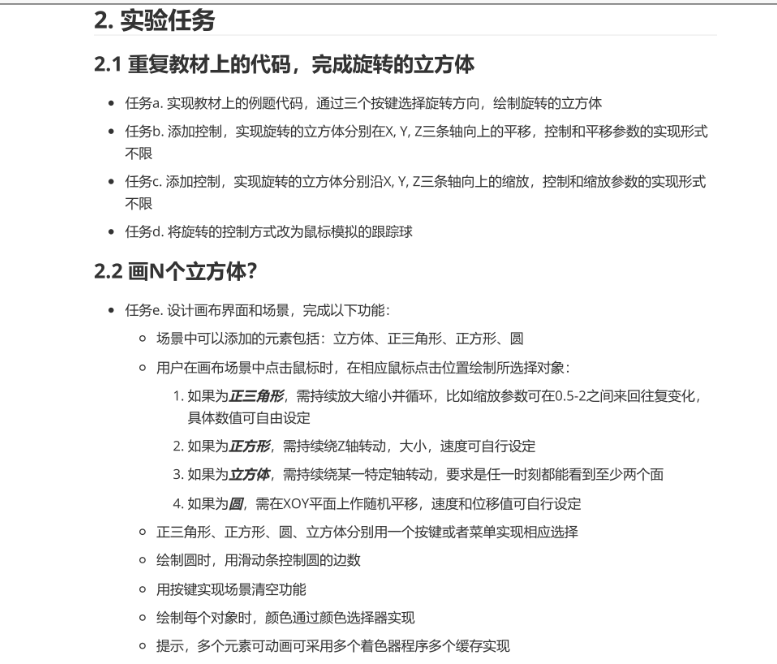 2. 实验任务
2.1 重复教材上的代码，完成旋转的立方体
任务a. 实现教材上的例题代码，通过三个按键选择旋转方向，绘制旋转的立方体
任务b. 添加控制，实现旋转的立方体分别在X, Y, Z三条轴向上的平移，控制和平移参数的实现形式
不限
任务c. 添加控制，实现旋转的立方体分别沿X, Y, Z三条轴向上的缩放，控制和缩放参数的实现形式
不限
任务d. 将旋转的控制方式改为鼠标模拟的跟踪球
2.2 画N个立方体？
任务e. 设计画布界面和场景，完成以下功能：
场景中可以添加的元素包括：立方体、正三角形、正方形、圆
用户在画布场景中点击鼠标时，在相应鼠标点击位置绘制所选择对象：
1. 如果为正三角形，需持续放大缩小并循环，比如缩放参数可在0.5-2之间来回往复变化，
具体数值可自由设定
2. 如果为正方形，需持续绕Z轴转动，大小，速度可自行设定
3. 如果为立方体，需持续绕某一特定轴转动，要求是任一时刻都能看到至少两个面
4. 如果为圆，需在XOY平面上作随机平移，速度和位移值可自行设定
正三角形、正方形、圆、立方体分别用一个按键或者菜单实现相应选择
绘制圆时，用滑动条控制圆的边数
用按键实现场景清空功能
绘制每个对象时，颜色通过颜色选择器实现
提示，多个元素可动画可采用多个着色器程序多个缓存实现